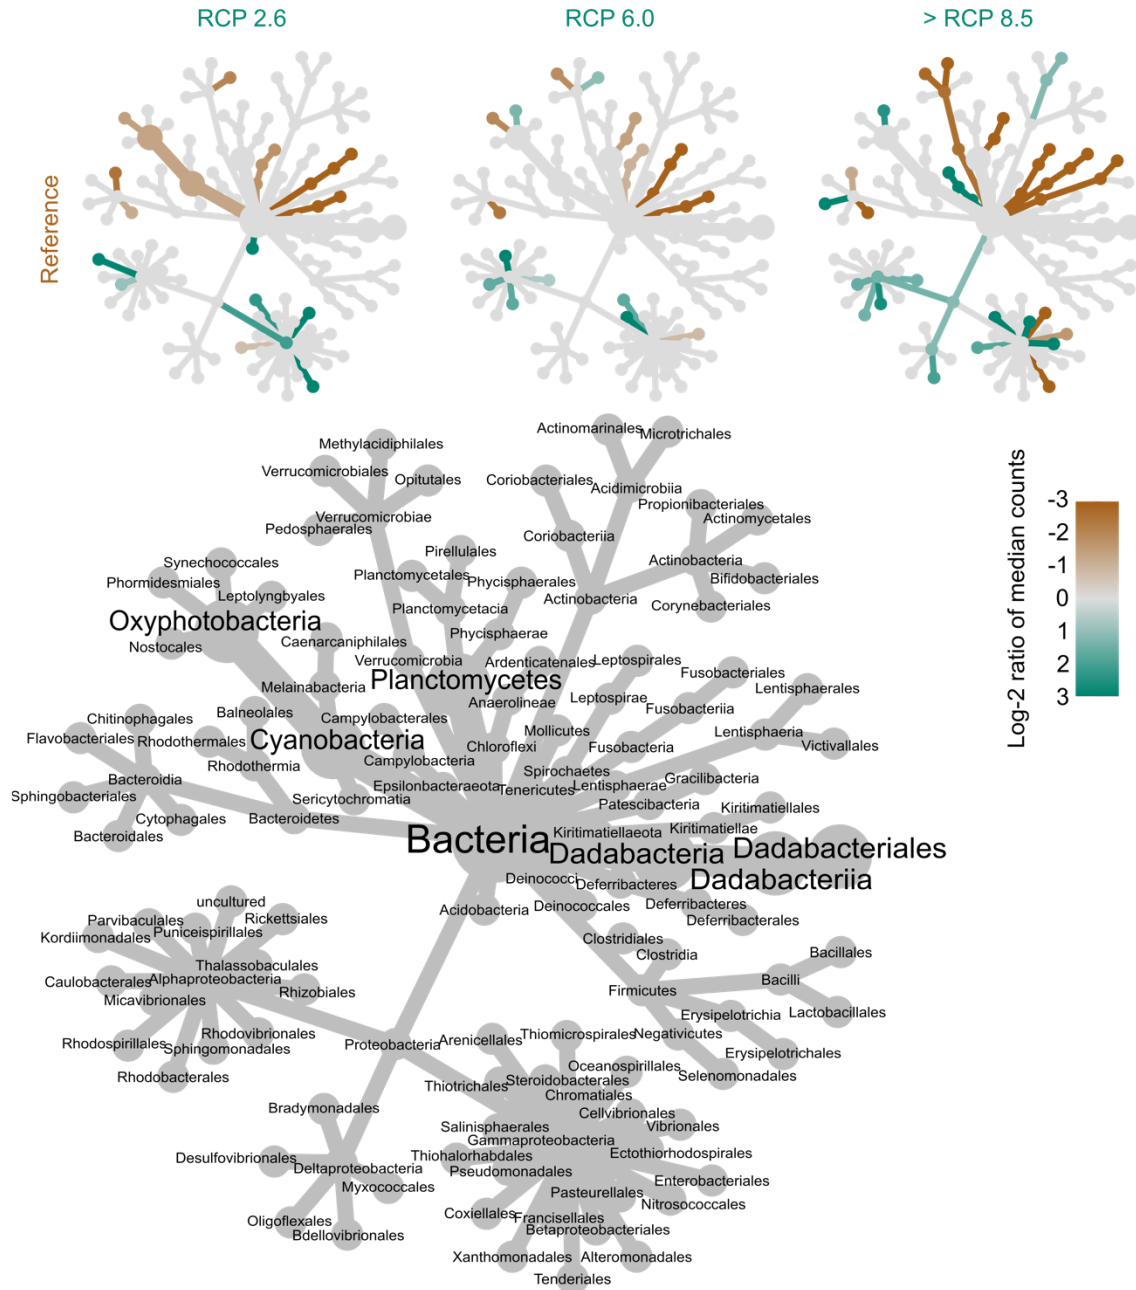 RCP 2.6
RCP 6.0
> RCP 8.5
Reference
Methylacidiphilales
Actinomarinales
Microtrichales
Verrucomicrobiales
Opitutales
Coriobacteriales
Acidimicrobiia
Propionibacteriales
Actinomycetales
Verrucomicrobiae
Pedosphaerales
Coriobacteriia
Synechococcales
Pirellulales
Actinobacteria
Phormidesmiales
Planctomycetales
Phycisphaerales
Bifidobacteriales
Leptolyngbyales
Actinobacteria
Corynebacteriales
Planctomycetacia
Oxyphotobacteria
Nostocales
Caenarcaniphilales
Phycisphaerae
Verrucomicrobia
Ardenticatenales
Leptospirales
Fusobacteriales
Planctomycetes
Melainabacteria
Anaerolineae
Leptospirae
Lentisphaerales
Fusobacteriia
Chitinophagales
Balneolales
Campylobacterales
Mollicutes
Lentisphaeria
Flavobacteriales
Rhodothermales
Cyanobacteria
Chloroflexi
Fusobacteria
Victivallales
Rhodothermia
Campylobacteria
Bacteroidia
Spirochaetes
Gracilibacteria
Sphingobacteriales
Epsilonbacteraeota
Tenericutes
Lentisphaerae
Sericytochromatia
Patescibacteria
Kiritimatiellales
Cytophagales
Bacteroidetes
Bacteroidales
Bacteria
Kiritimatiellaeota
Kiritimatiellae
Dadabacteria
Dadabacteriales
Dadabacteriia
Deinococci
Deferribacteres
Acidobacteria
Deinococcales
Deferribacteres
Deferribacterales
uncultured
Parvibaculales
Rickettsiales
Kordiimonadales
Puniceispirillales
Clostridiales
Clostridia
Bacillales
Thalassobaculales
Caulobacterales
Alphaproteobacteria
Bacilli
Micavibrionales
Rhizobiales
Firmicutes
Erysipelotrichia
Lactobacillales
Rhodospirillales
Rhodovibrionales
Sphingomonadales
Proteobacteria
Arenicellales
Thiomicrospirales
Negativicutes
Erysipelotrichales
Rhodobacterales
Oceanospirillales
Selenomonadales
Thiotrichales
Steroidobacterales
Chromatiales
Bradymonadales
Cellvibrionales
Salinisphaerales
Vibrionales
Gammaproteobacteria
Desulfovibrionales
Thiohalorhabdales
Ectothiorhodospirales
Deltaproteobacteria
Pseudomonadales
Myxococcales
Enterobacteriales
Pasteurellales
Nitrosococcales
Oligoflexales
Coxiellales
Francisellales
Bdellovibrionales
Betaproteobacteriales
Xanthomonadales
Alteromonadales
Tenderiales
Log-2 ratio of median counts
-3
-2
-1
0
1
2
3